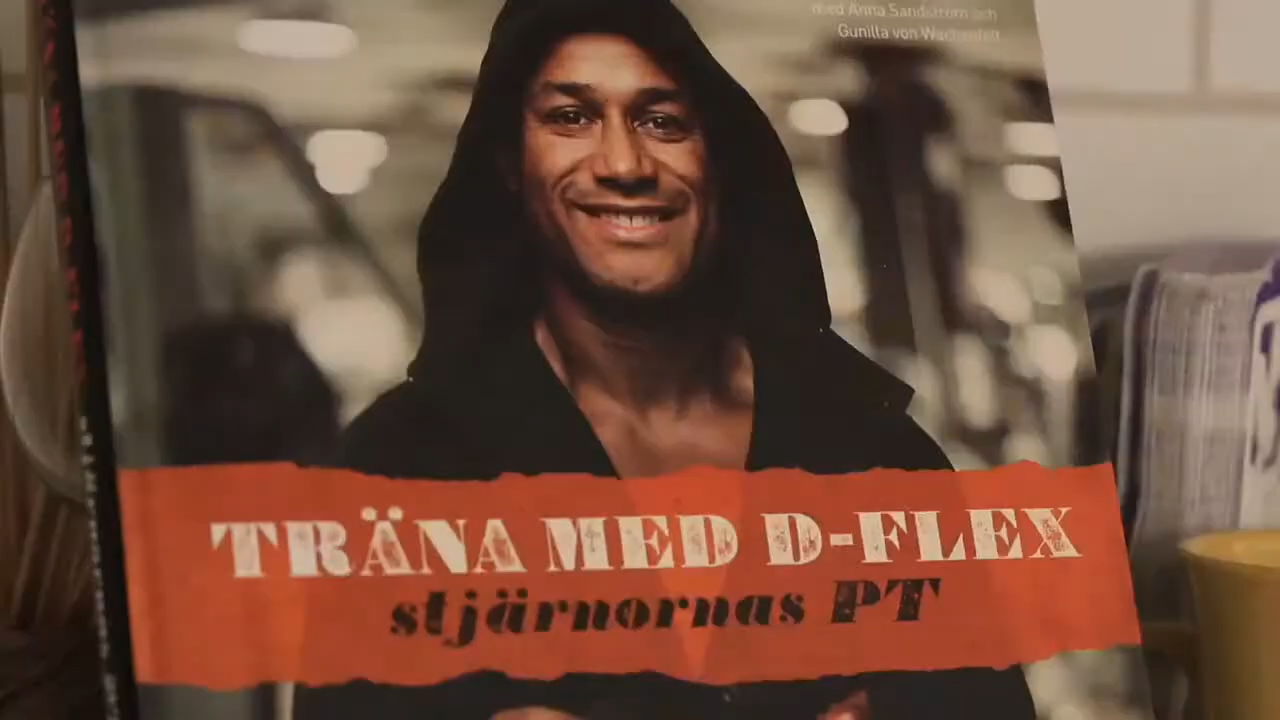 med Anna Sandström och
Gunilla von
TRÄNA MED D-FLEX
stjärnornas PT